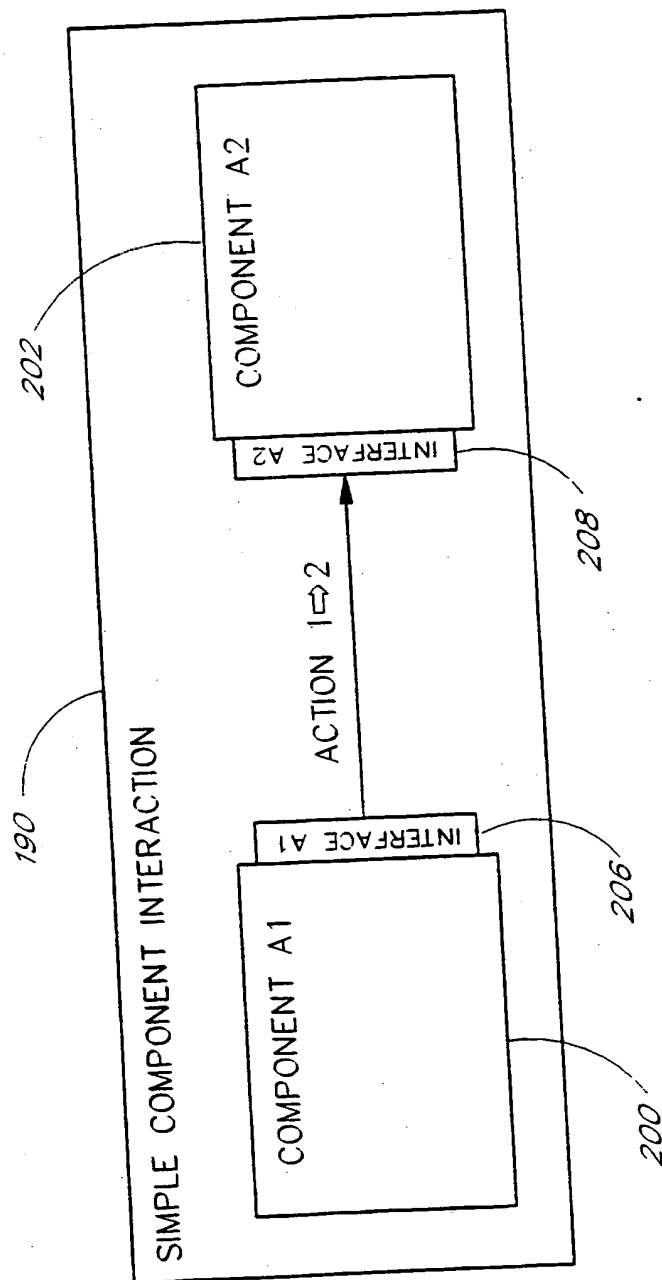 190
SIMPLE COMPONENT INTERACTION
202
COMPONENT A1
INTERFACE A1
ACTION 1⇨2
INTERFACE A2
COMPONENT A2
200
206
208